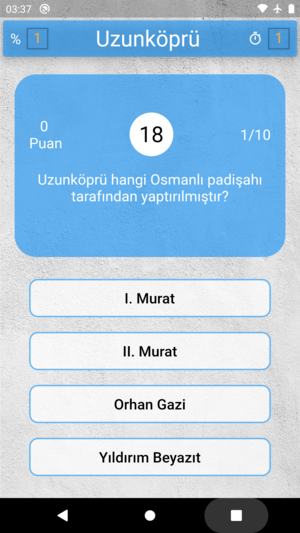 03:37
% 1 Uzunköprü 1
0
Puan
18
1/10
Uzunköprü hangi Osmanlı padişahı
tarafından yaptırılmıştır?
I. Murat
II. Murat
Orhan Gazi
Yıldırım Beyazıt